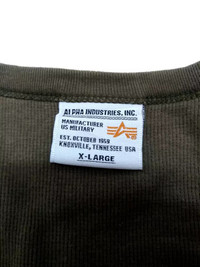 ALPHA INDUSTRIES, INC.
MANUFACTURER
US MILITARY
EST. OCTOBER 1959
KNOXVILLE, TENNESSEE USA
X-LARGE